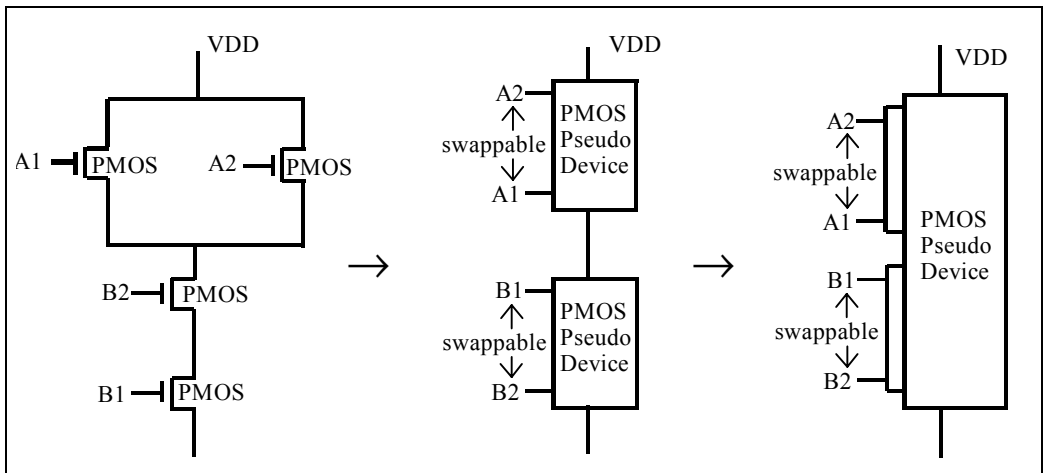 VDD
A1
PMOS
A2
PMOS
B2
PMOS
B1
PMOS
VDD
A2
swappable
A1
PMOS
Pseudo
Device
B1
swappable
B2
PMOS
Pseudo
Device
VDD
A2
swappable
A1
PMOS
Pseudo
Device
B1
swappable
B2